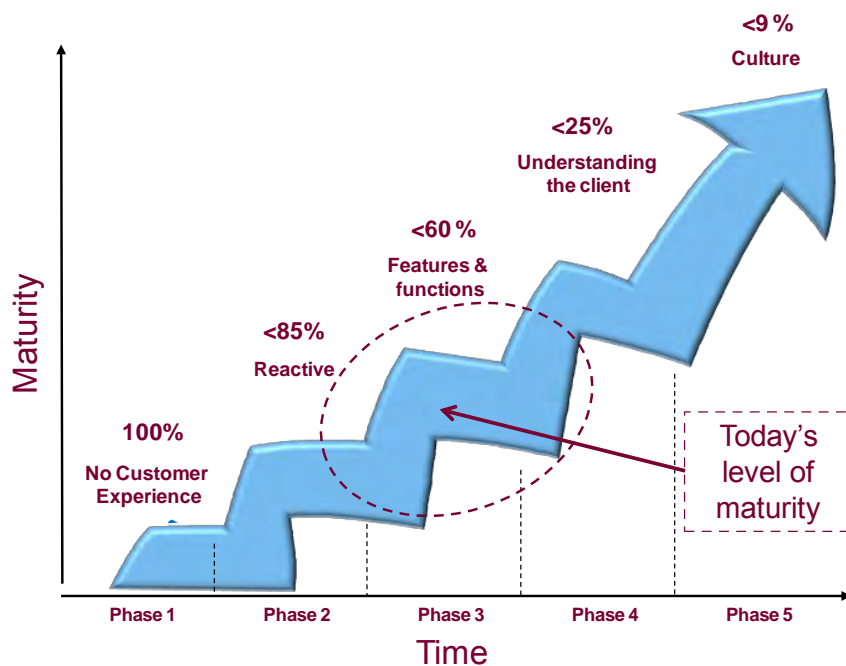 <9 %
Culture
<25%
Understanding
the client
<60 %
Features &
functions
<85%
Reactive
100%
No Customer
Experience
Today's
level of
maturity
Maturity
Phase 1 Phase 2 Phase 3 Phase 4 Phase 5
Time